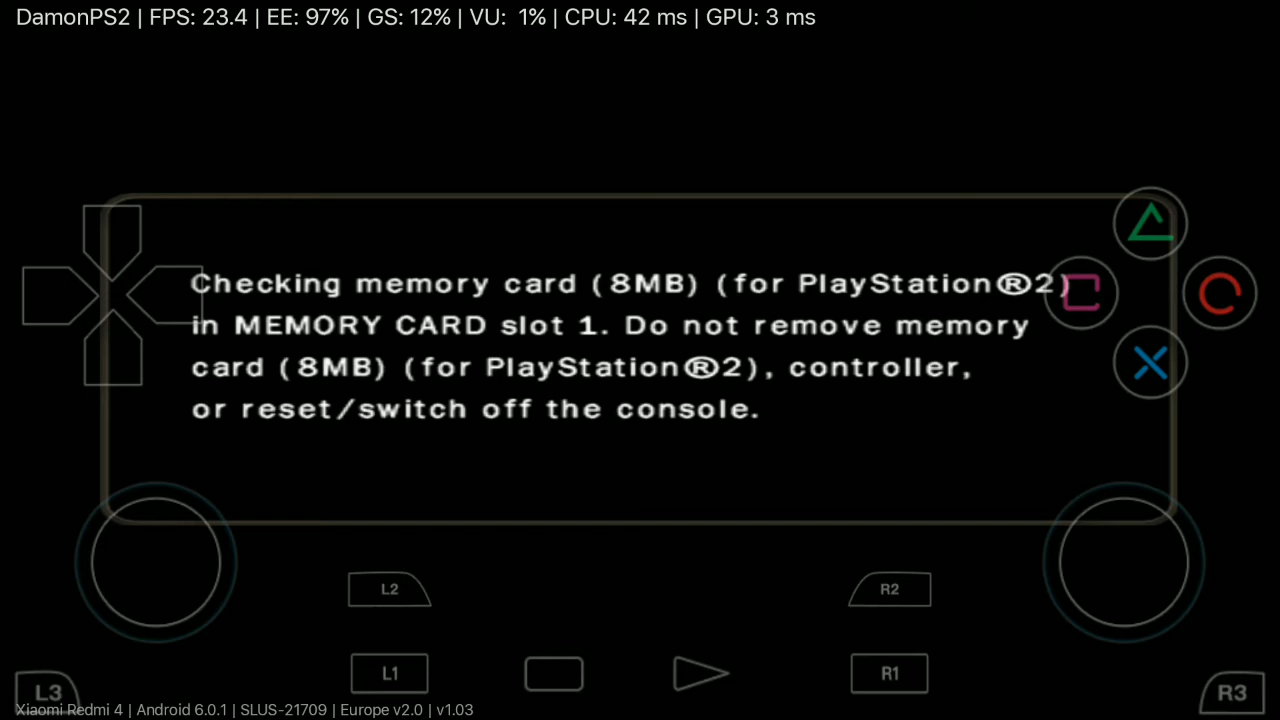 DamonPS2 | FPS: 23.4 | EE: 97% | GS: 12% | VU:  1% | CPU: 42 ms | GPU: 3 ms
Checking memory card (8MB) (for PlayStation®2)
in MEMORY CARD slot 1. Do not remove memory
card (8MB) (for PlayStation®2), controller,
or reset/switch off the console.
L2
R2
L1
R1
L3
R3
Xiaomi Redmi 4 | Android 6.0.1 | SLUS-21709 | Europe v2.0 | v1.03